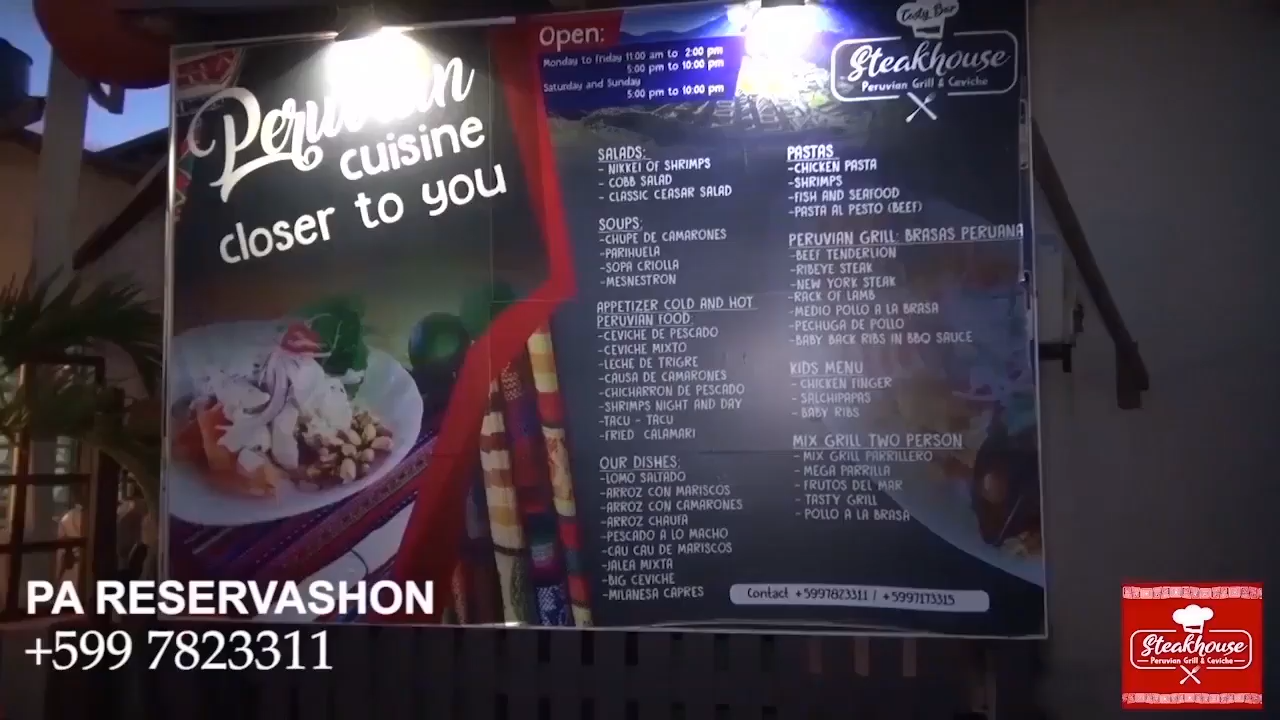 Peruvian
cuisine
closer to you
Open:
Monday to friday 11:00 am to 2:00 pm
5:00 pm to 10:00 pm
Saturday and Sunday
5:00 pm to 10:00 pm
Tasty Bar
Steakhouse
Peruvian Grill & Ceviche
SALADS:
- NIKKEI OF SHRIMPS
- COBB SALAD
- CLASSIC CEASAR SALAD
SOUPS:
-CHUPE DE CAMARONES
-PARIHUELA
-SOPA CRIOLLA
-MESNESTRON
APPETIZER COLD AND HOT
PERUVIAN FOOD:
-CEVICHE DE PESCADO
-CEVICHE MIXTO
-LECHE DE TRIGRE
-CAUSA DE CAMARONES
-CHICHARRON DE PESCADO
-SHRIMPS NIGHT AND DAY
-TACU - TACU
-FRIED CALAMARI
OUR DISHES:
-LOMO SALTADO
-ARROZ CON MARISCOS
-ARROZ CON CAMARONES
-ARROZ CHAUFA
-PESCADO A LO MACHO
-CAU CAU DE MARISCOS
-JALEA MIXTA
-BIG CEVICHE
-MILANESA CAPRES
PASTAS
-CHICKEN PASTA
-SHRIMPS
-FISH AND SEAFOOD
-PASTA AL PESTO (BEEF)
PERUVIAN GRILL: BRASAS PERUANA
-BEEF TENDERLION
-RIBEYE STEAK
-NEW YORK STEAK
-RACK OF LAMB
-MEDIO POLLO A LA BRASA
-PECHUGA DE POLLO
-BABY BACK RIBS IN BBQ SAUCE
KIDS MENU
- CHICKEN FINGER
- SALCHIPAPAS
- BABY RIBS
MIX GRILL TWO PERSON
- MIX GRILL PARRILLERO
- MEGA PARRILLA
- FRUTOS DEL MAR
- TASTY GRILL
- POLLO A LA BRASA
Contact +5997823311 / +5997173315
PA RESERVASHON
+599 7823311
Steakhouse
Peruvian Grill & Ceviche